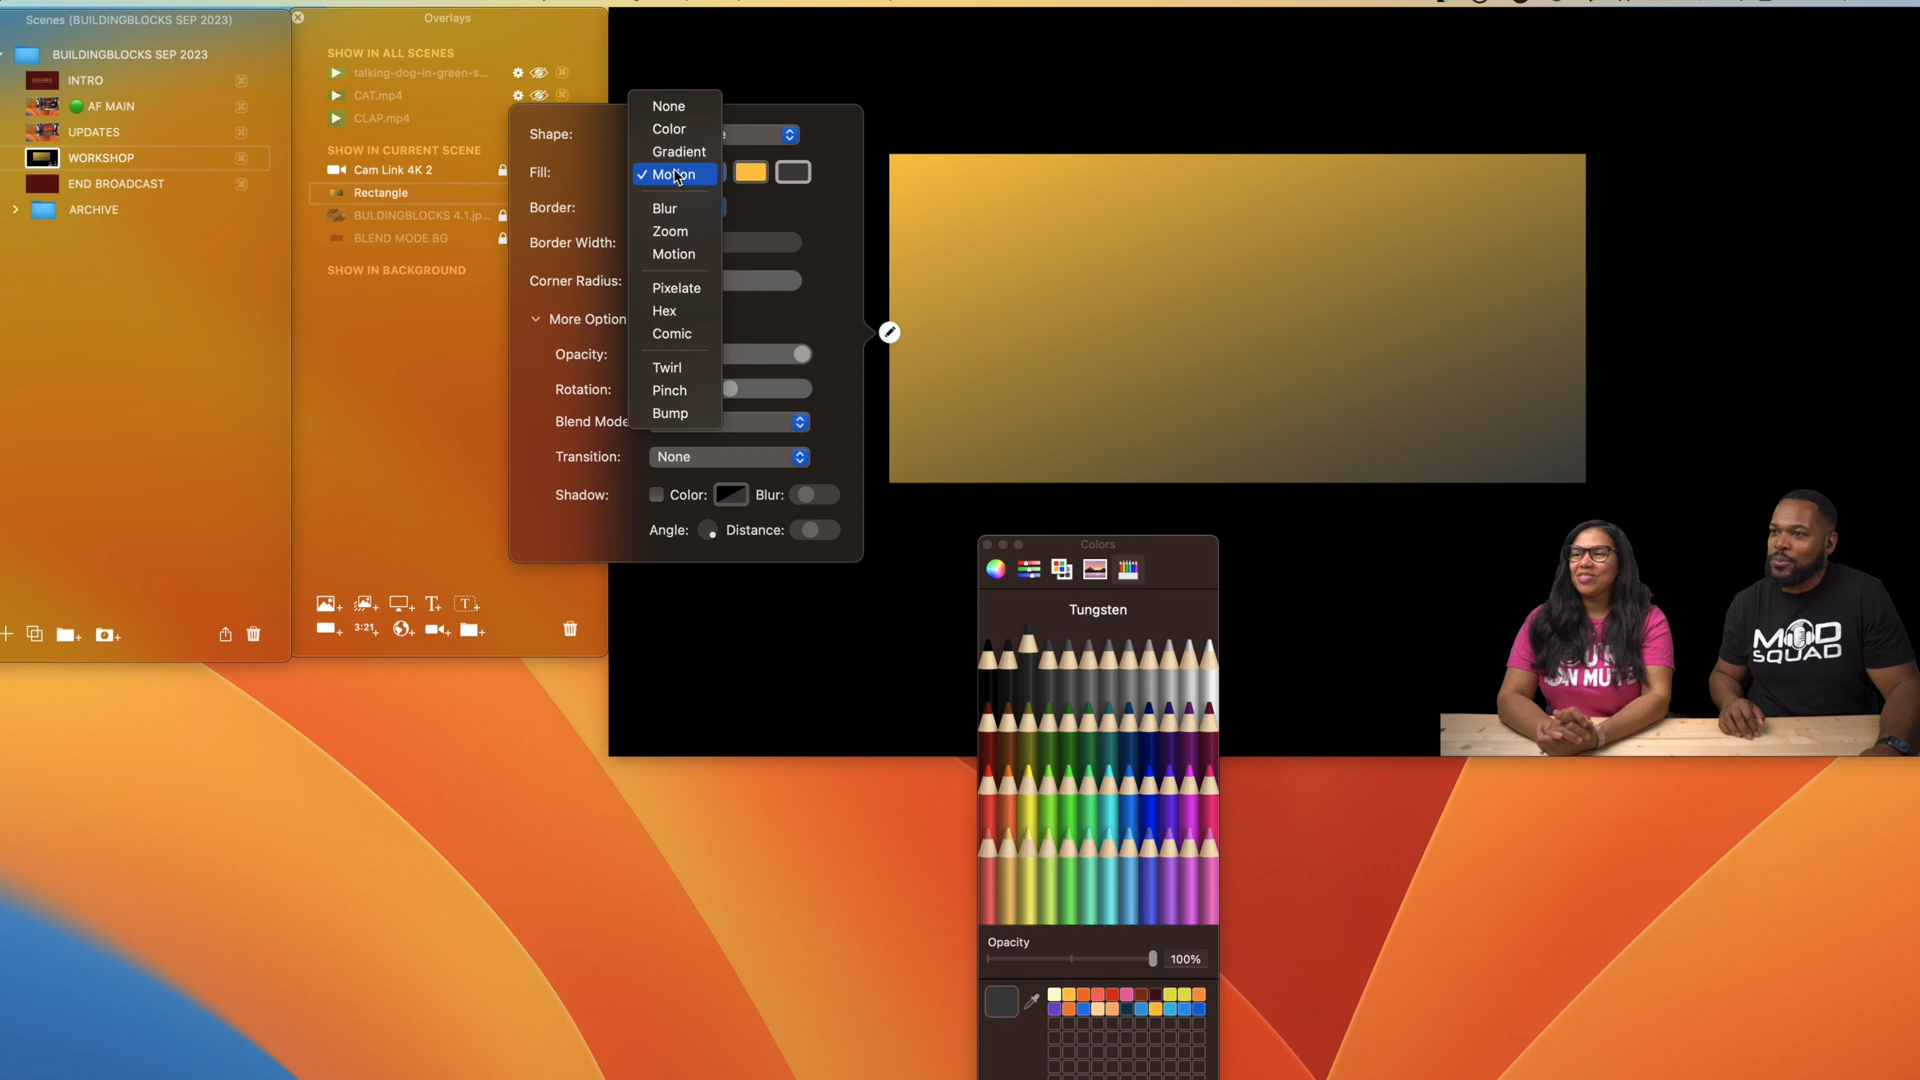 Scenes (BUILDINGBLOCKS SEP 2023)
BUILDINGBLOCKS SEP 2023
INTRO
AF MAIN
UPDATES
WORKSHOP
END BROADCAST
ARCHIVE
Overlays
SHOW IN ALL SCENES
talking-dog-in-green-s...
CAT.mp4
CLAP.mp4
SHOW IN CURRENT SCENE
Cam Link 4K 2
Rectangle
BULDINGBLOCKS 4.1.jp...
BLEND MODE BG
SHOW IN BACKGROUND
3:21
Shape:
Fill:
Border:
Border Width:
Corner Radius:
More Option
Opacity:
Rotation:
Blend Mode
Transition: None
Shadow: Color: Blur:
Angle: Distance:
None
Color
Gradient
Motion
Blur
Zoom
Motion
Pixelate
Hex
Comic
Twirl
Pinch
Bump
Colors
Tungsten
Opacity
100%
ON MUTE
MOD
SQUAD